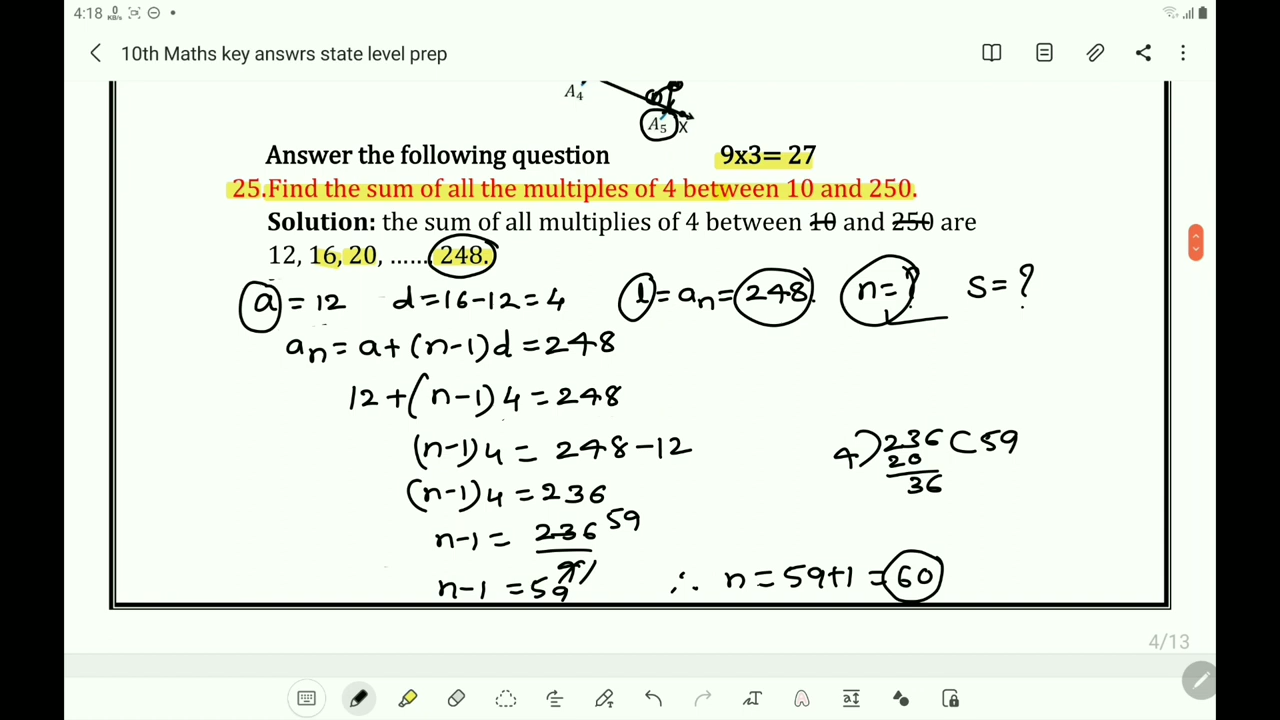 4:18 0 KB/s
10th Maths key answrs state level prep
A4
A5 X
Answer the following question 9x3= 27
25.Find the sum of all the multiples of 4 between 10 and 250.
Solution: the sum of all multiplies of 4 between 10 and 250 are
12, 16, 20, ...... 248.
a = 12 d = 16-12 = 4 l = an = 248. n = ? S = ?
an = a + (n-1) d = 248
12 + (n-1) 4 = 248
(n-1) 4 = 248 - 12
(n-1) 4 = 236
4) 236 ( 59
20
36
n-1 = 236 59
n-1 = 59 ∴ n = 59+1 = 60
4/13